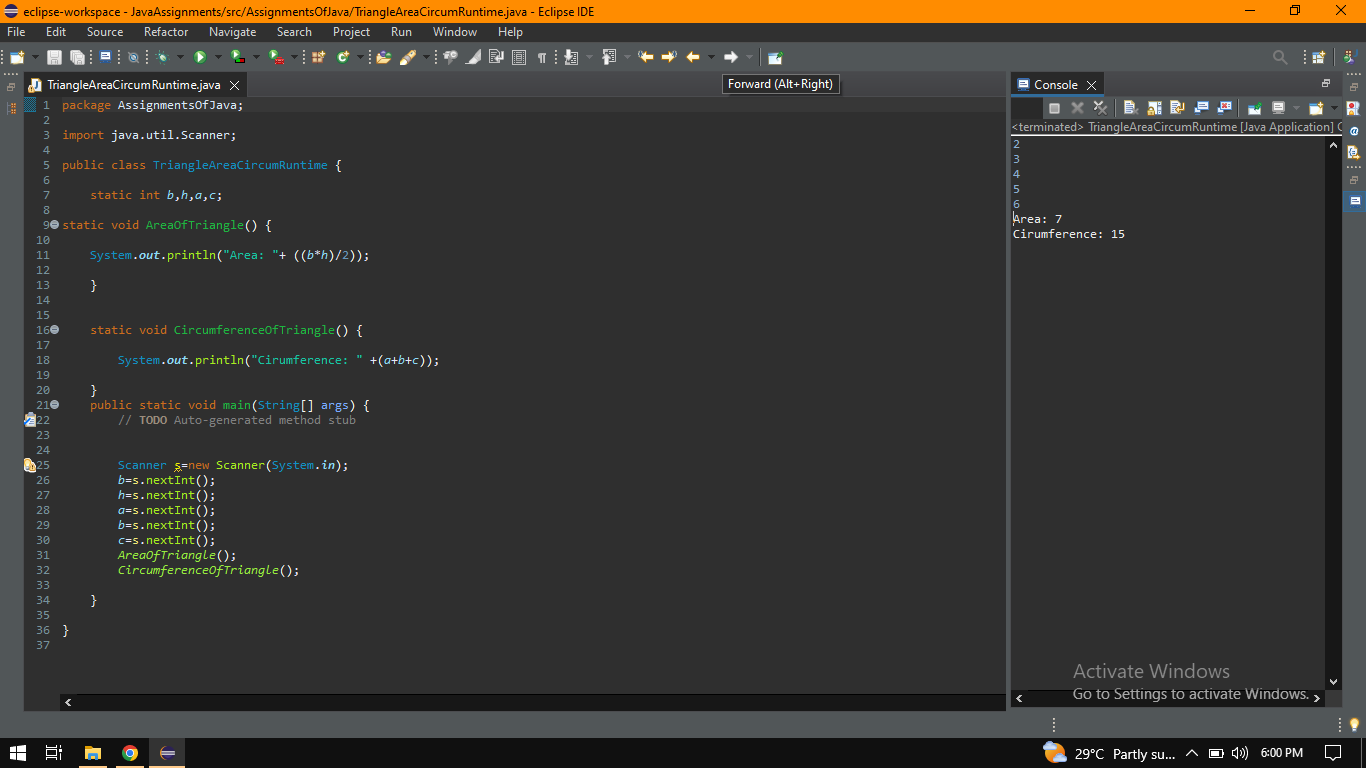 eclipse-workspace - JavaAssignments/src/AssignmentsOfJava/TriangleAreaCircumRuntime.java - Eclipse IDE
File Edit Source Refactor Navigate Search Project Run Window Help
TriangleAreaCircumRuntime.java
Forward (Alt+Right)
1 package AssignmentsOfJava;
2
3 import java.util.Scanner;
4
5 public class TriangleAreaCircumRuntime {
6
7 static int b,h,a,c;
8
9 static void AreaOfTriangle() {
10
11 System.out.println("Area: "+ ((b*h)/2));
12
13 }
14
15
16 static void CircumferenceOfTriangle() {
17
18 System.out.println("Cirumference: " +(a+b+c));
19
20 }
21 public static void main(String[] args) {
22 // TODO Auto-generated method stub
23
24
25 Scanner s=new Scanner(System.in);
26 b=s.nextInt();
27 h=s.nextInt();
28 a=s.nextInt();
29 b=s.nextInt();
30 c=s.nextInt();
31 AreaOfTriangle();
32 CircumferenceOfTriangle();
33
34 }
35
36 }
37
Console
<terminated> TriangleAreaCircumRuntime [Java Application] C
2
3
4
5
6
Area: 7
Cirumference: 15
Activate Windows
Go to Settings to activate Windows.
29°C Partly su... 6:00 PM